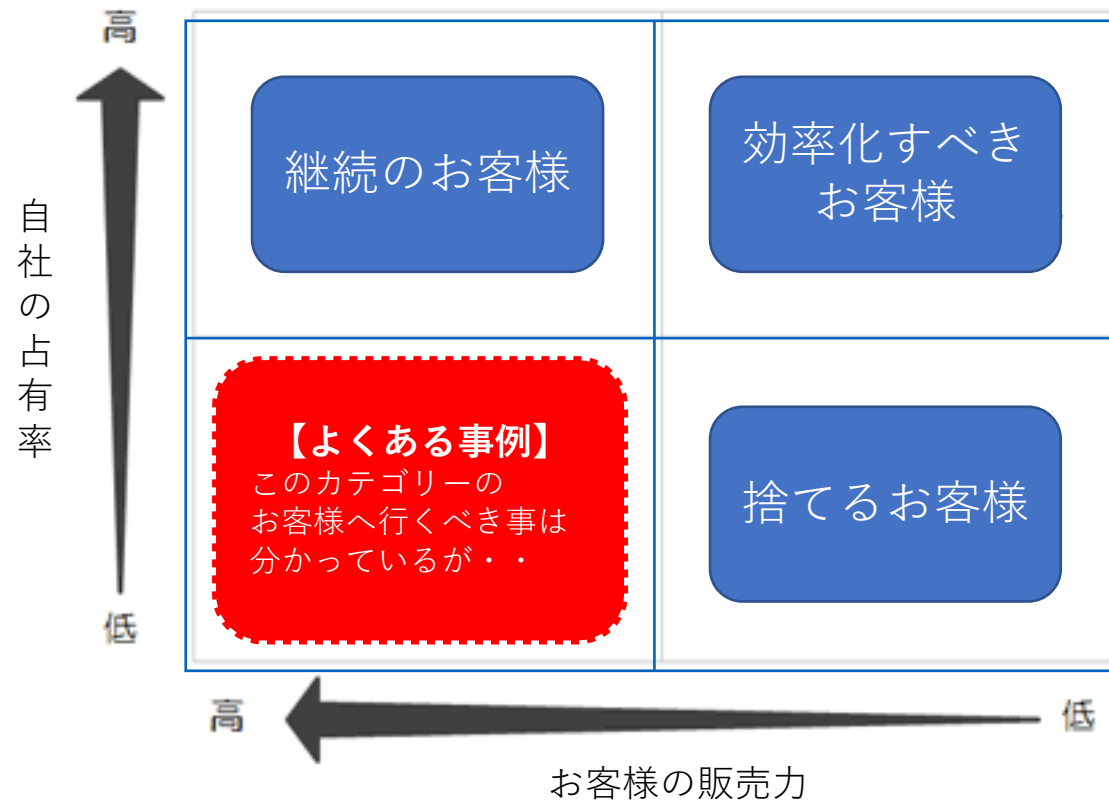 高
継続のお客様
効率化すべき
お客様
自社の占有率
【よくある事例】
このカテゴリーの
お客様へ行くべき事は
分かっているが・・
捨てるお客様
低
高
低
お客様の販売力